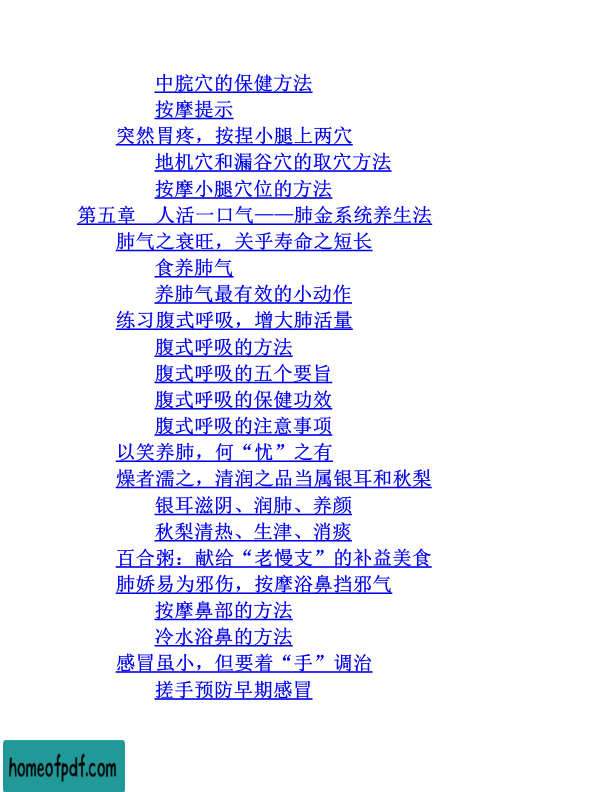 中脘穴的保健方法
按摩提示
突然胃疼，按捏小腿上两穴
地机穴和漏谷穴的取穴方法
按摩小腿穴位的方法
第五章　人活一口气——肺金系统养生法
肺气之衰旺，关乎寿命之短长
食养肺气
养肺气最有效的小动作
练习腹式呼吸，增大肺活量
腹式呼吸的方法
腹式呼吸的五个要旨
腹式呼吸的保健功效
腹式呼吸的注意事项
以笑养肺，何“忧”之有
燥者濡之，清润之品当属银耳和秋梨
银耳滋阴、润肺、养颜
秋梨清热、生津、消痰
百合粥：献给“老慢支”的补益美食
肺娇易为邪伤，按摩浴鼻挡邪气
按摩鼻部的方法
冷水浴鼻的方法
感冒虽小，但要着“手”调治
搓手预防早期感冒
homeofpdf.com